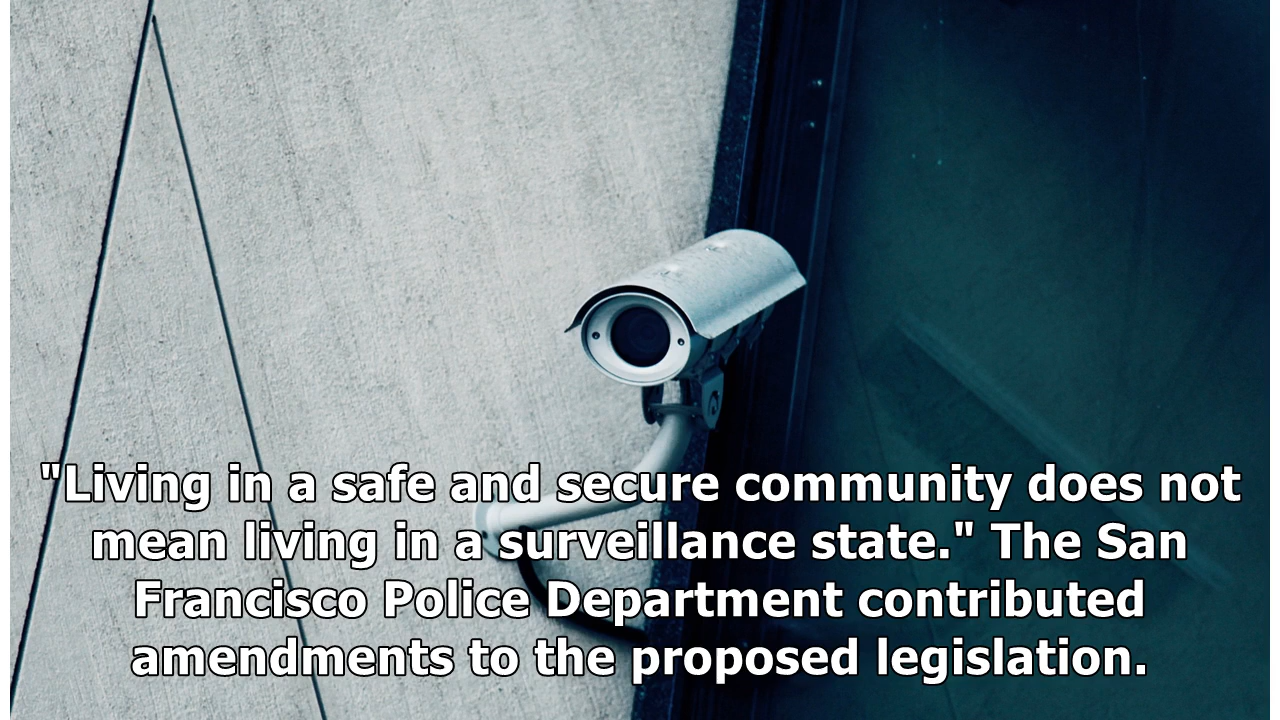 "Living in a safe and secure community does not
mean living in a surveillance state." The San
Francisco Police Department contributed
amendments to the proposed legislation.